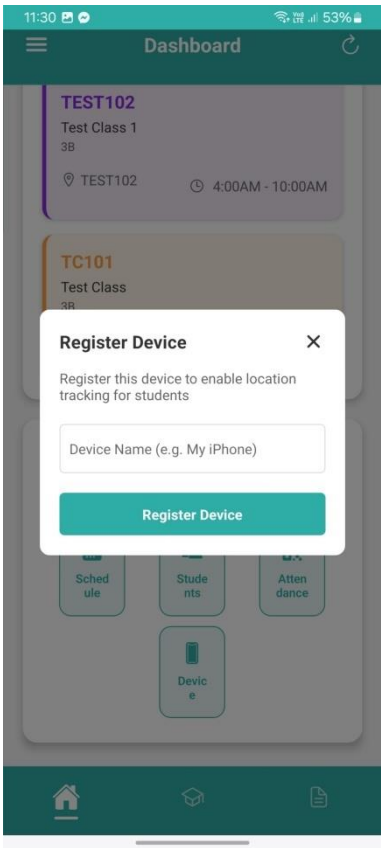 11:30 53%
Dashboard
TEST102
Test Class 1
3B
TEST102 4:00AM - 10:00AM
TC101
Test Class
3B
Register Device
Register this device to enable location
tracking for students
Device Name (e.g. My iPhone)
Register Device
Sched
ule
Stude
nts
Atten
dance
Devic
e